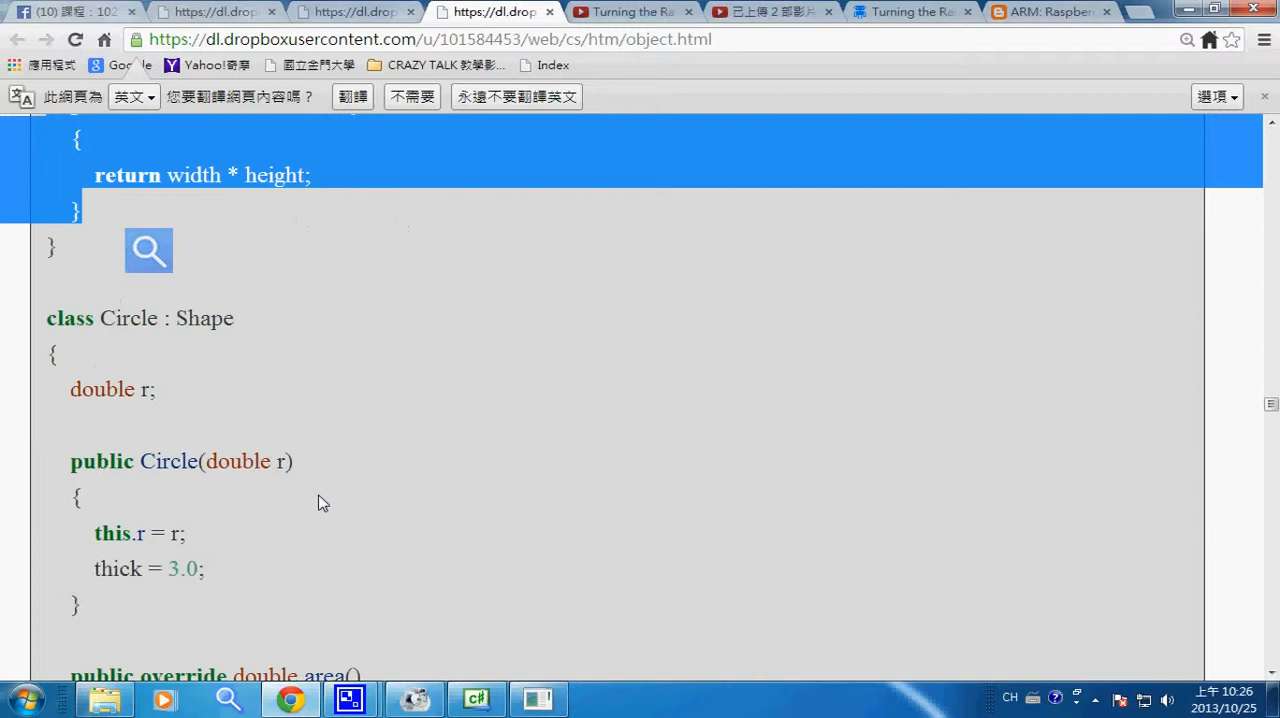 (10) 課程：102
https://dl.drop
https://dl.drop
https://dl.drop
Turning the Ra
已上傳 2 部影片
Turning the Ra
ARM: Raspberr
https://dl.dropboxusercontent.com/u/101584453/web/cs/htm/object.html
應用程式
Google
Yahoo!奇摩
國立金門大學
CRAZY TALK 教學影...
Index
此網頁為 英文 您要翻譯網頁內容嗎？ 翻譯 不需要 永遠不要翻譯英文 選項
{
return width * height;
}
}
class Circle : Shape
{
double r;
public Circle(double r)
{
this.r = r;
thick = 3.0;
}
public override double area()
C#
CH
上午 10:26
2013/10/25